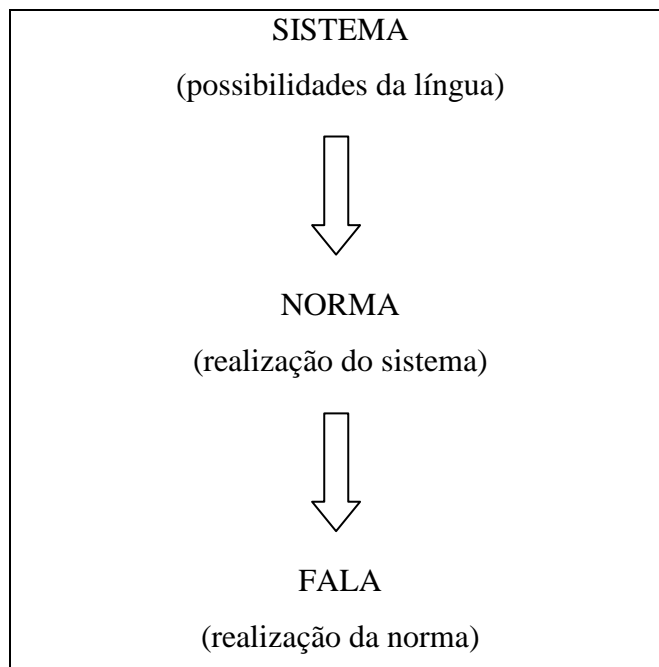 SISTEMA
(possibilidades da língua)
NORMA
(realização do sistema)
FALA
(realização da norma)